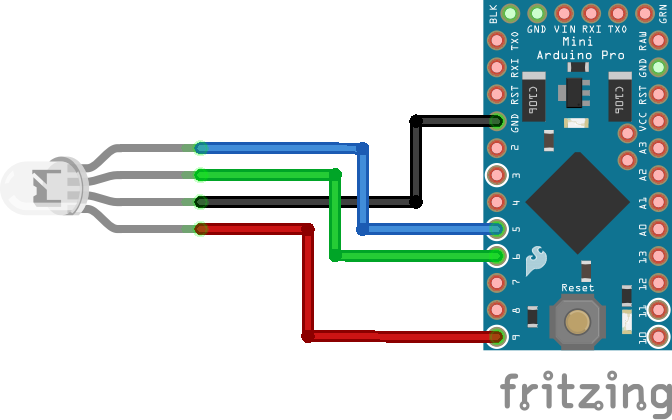 BLK GND VIN RXI TXO GRN
Mini
Arduino Pro
TXO
RXI
RST
GND
2
3
4
5
6
7
8
9
C106
C106
RAW
GND
RST
VCC
A3
A2
A1
A0
13
12
11
10
Reset
fritzing